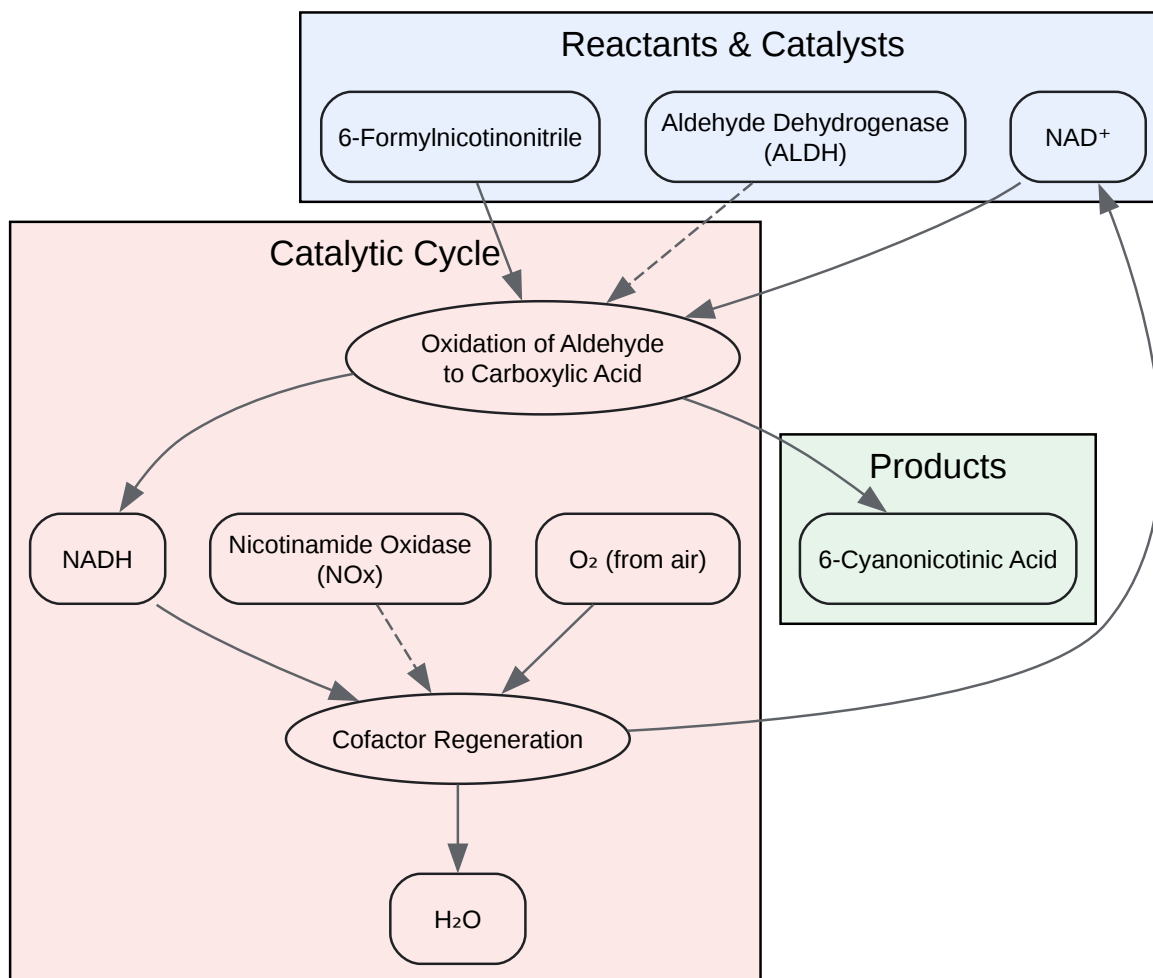 Reactants & Catalysts
6-Formylnicotinonitrile
Aldehyde Dehydrogenase
(ALDH)
NAD⁺
Catalytic Cycle
Oxidation of Aldehyde
to Carboxylic Acid
Products
NADH
Nicotinamide Oxidase
(NOx)
O₂ (from air)
6-Cyanonicotinic Acid
Cofactor Regeneration
H₂O